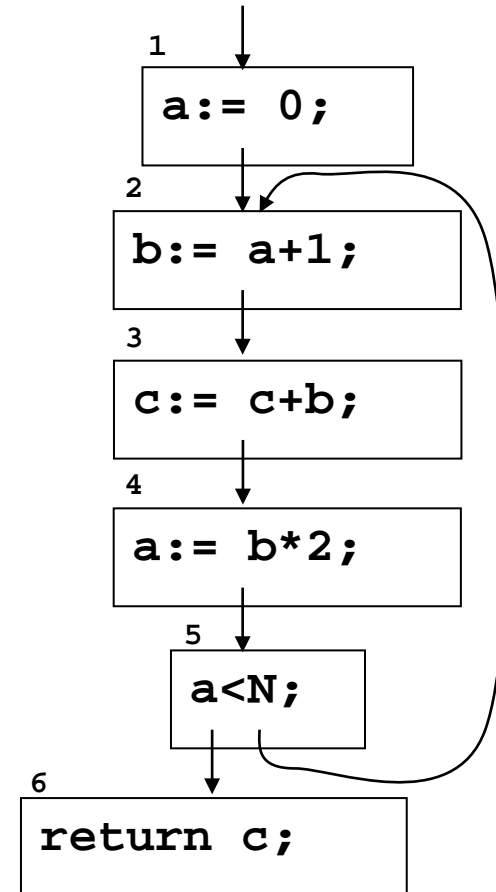 1
a:= 0;
2
b:= a+1;
3
c:= c+b;
4
a:= b*2;
5
a<N;
6
return c;